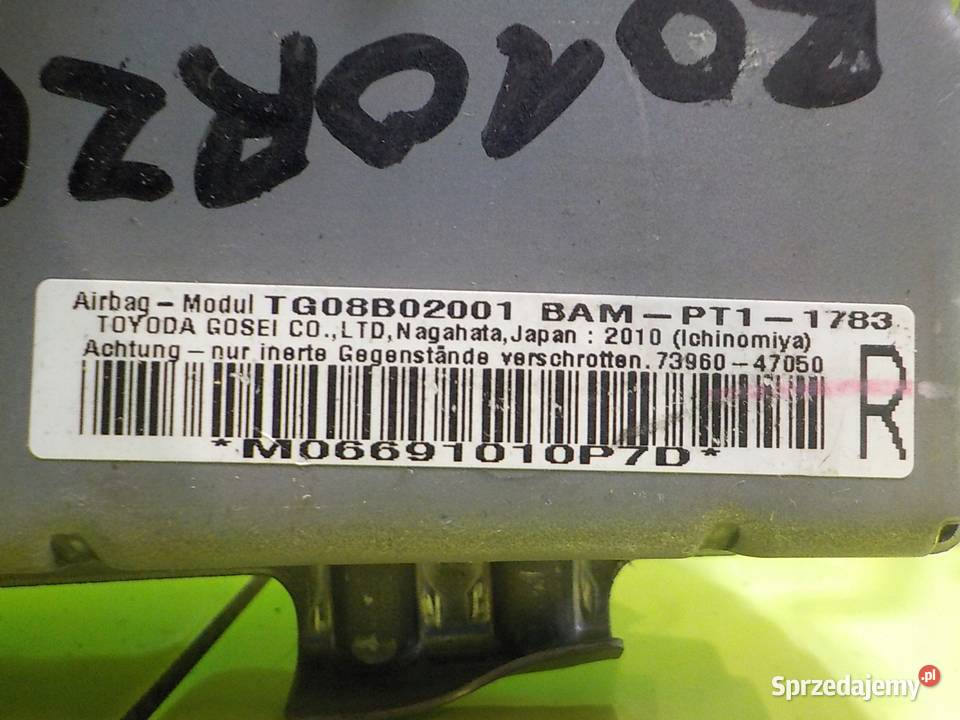 Airbag – Modul TG08B02001 BAM – PT1 – 1783
TOYODA GOSEI CO.,LTD,Nagahata,Japan : 2010 (Ichinomiya)
Achtung – nur inerte Gegenstände verschrotten. 73960 – 47050
*M06691010P7D*
R
Sprzedajemy.pl